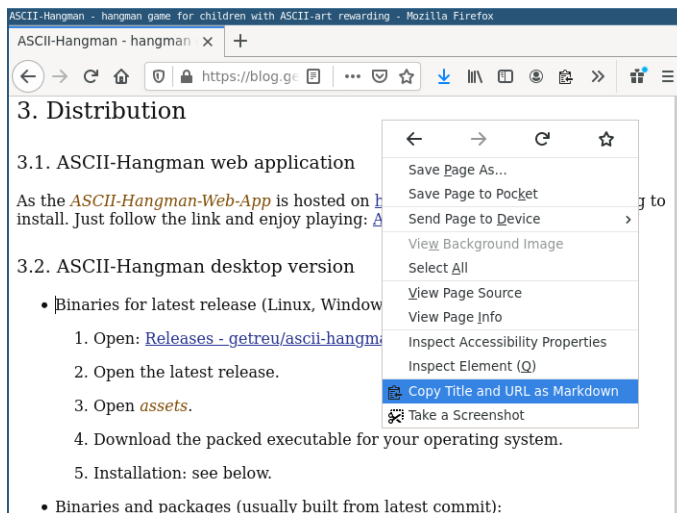 ASCII-Hangman - hangman game for children with ASCII-art rewarding - Mozilla Firefox
ASCII-Hangman - hangman
https://blog.ge
3. Distribution
3.1. ASCII-Hangman web application
As the ASCII-Hangman-Web-App is hosted on h g to
install. Just follow the link and enjoy playing: A
3.2. ASCII-Hangman desktop version
• Binaries for latest release (Linux, Window
1. Open: Releases - getreu/ascii-hangma
2. Open the latest release.
3. Open assets.
4. Download the packed executable for your operating system.
5. Installation: see below.
• Binaries and packages (usually built from latest commit):
Save Page As...
Save Page to Pocket
Send Page to Device
View Background Image
Select All
View Page Source
View Page Info
Inspect Accessibility Properties
Inspect Element (Q)
Copy Title and URL as Markdown
Take a Screenshot